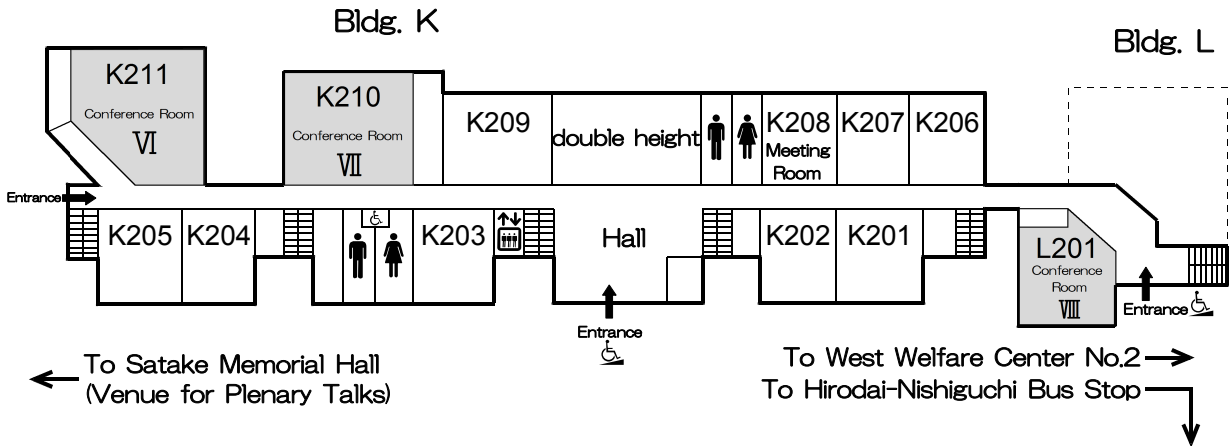 Bldg. K
Bldg. L
K211
Conference Room
Ⅵ
K210
Conference Room
Ⅶ
K209
double height
K208
Meeting
Room
K207
K206
Entrance
K205
K204
K203
Hall
K202
K201
L201
Conference
Room
Ⅷ
Entrance
Entrance
To Satake Memorial Hall
(Venue for Plenary Talks)
To West Welfare Center No.2
To Hirodai-Nishiguchi Bus Stop